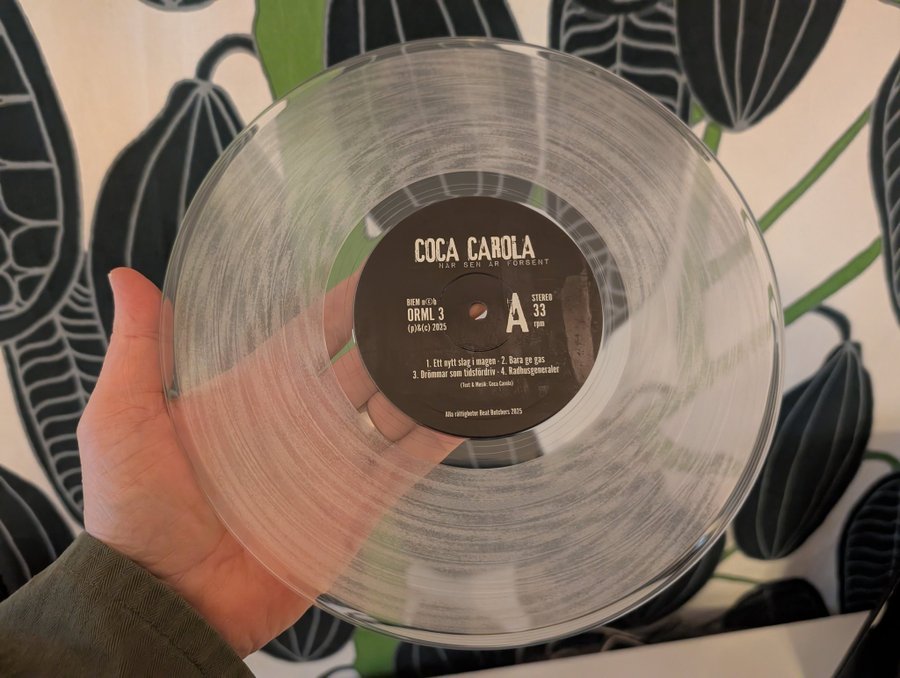 COCA CAROLA
NÄR SEN ÄR FÖRSENT
BIEM n©b
ORML 3
(p)&(c) 2025
A
STEREO
33
rpm
1. Ett nytt slag i magen · 2. Bara ge gas
3. Drömmar som tidsfördriv · 4. Rådhusgeneraler
(Text & Musik: Coca Carola)
Alla rättigheter Beat Butchers 2025